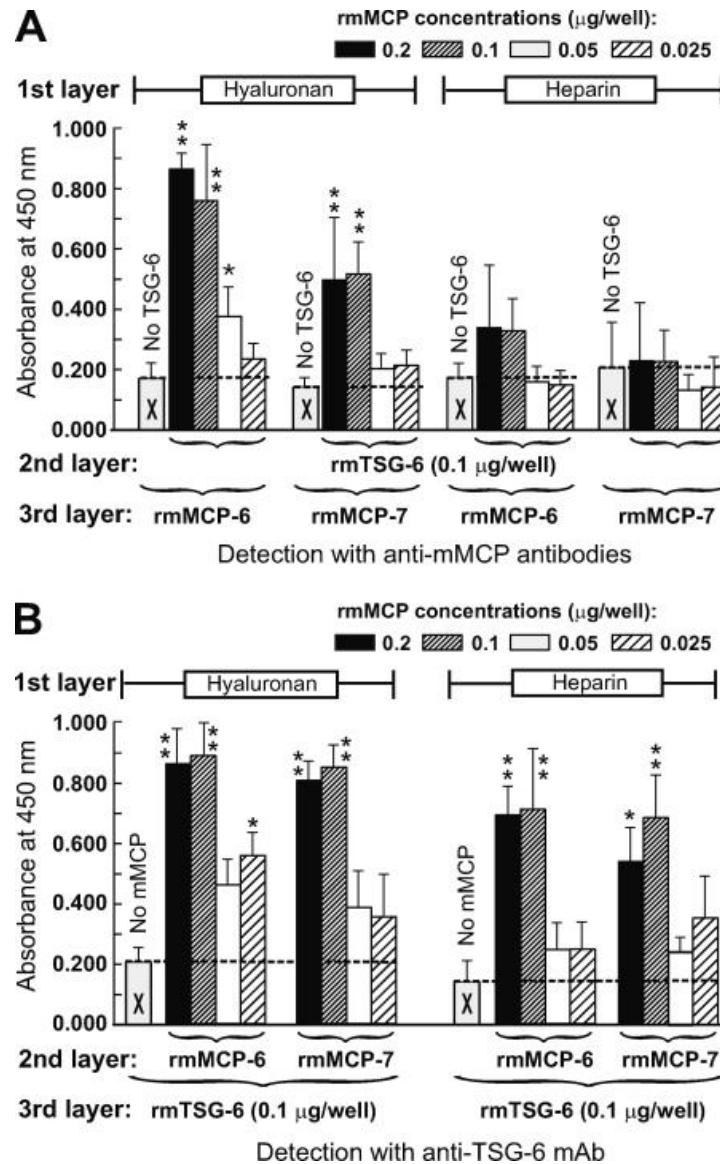 A
rmMCP concentrations (μg/well):
0.2 0.1 0.05 0.025
1st layer Hyaluronan Heparin
Absorbance at 450 nm
1.000
0.800
0.600
0.400
0.200
0.000
** ** * ** **
No TSG-6 No TSG-6 No TSG-6 No TSG-6
X X X X
2nd layer: rmTSG-6 (0.1 μg/well)
3rd layer: rmMCP-6 rmMCP-7 rmMCP-6 rmMCP-7
Detection with anti-mMCP antibodies
B
rmMCP concentrations (μg/well):
0.2 0.1 0.05 0.025
1st layer Hyaluronan Heparin
Absorbance at 450 nm
1.000
0.800
0.600
0.400
0.200
0.000
** ** * ** ** ** ** * **
No mMCP No mMCP
X X
2nd layer: rmMCP-6 rmMCP-7 rmMCP-6 rmMCP-7
3rd layer: rmTSG-6 (0.1 μg/well) rmTSG-6 (0.1 μg/well)
Detection with anti-TSG-6 mAb